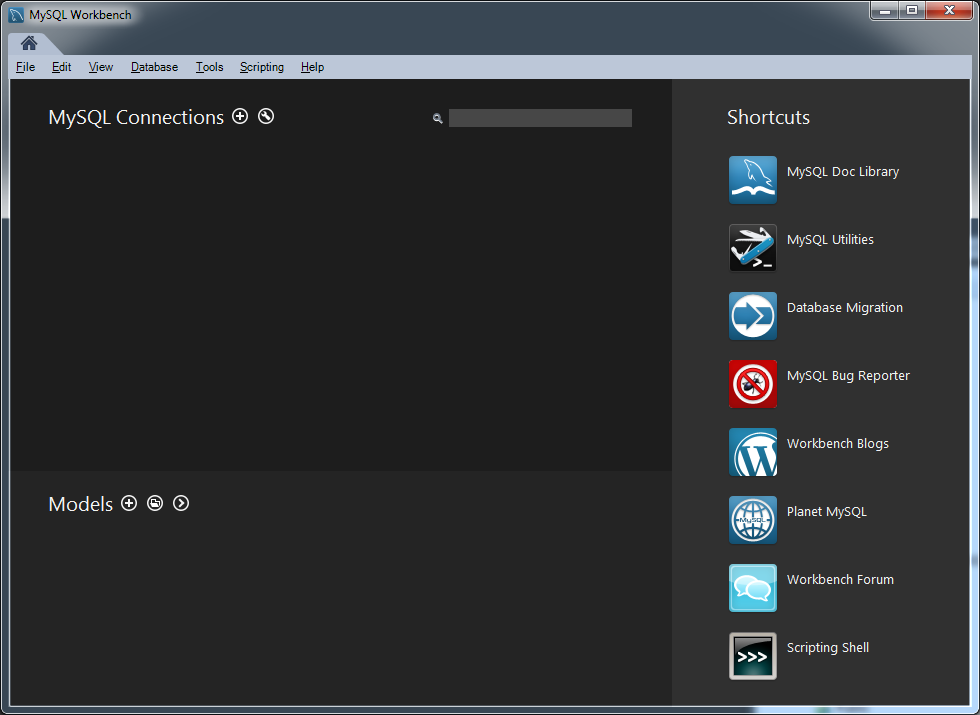 MySQL Workbench
File Edit View Database Tools Scripting Help
MySQL Connections
Shortcuts
MySQL Doc Library
MySQL Utilities
>_
Database Migration
MySQL Bug Reporter
Workbench Blogs
Planet MySQL
MySQL
Workbench Forum
Scripting Shell
>>>
Models